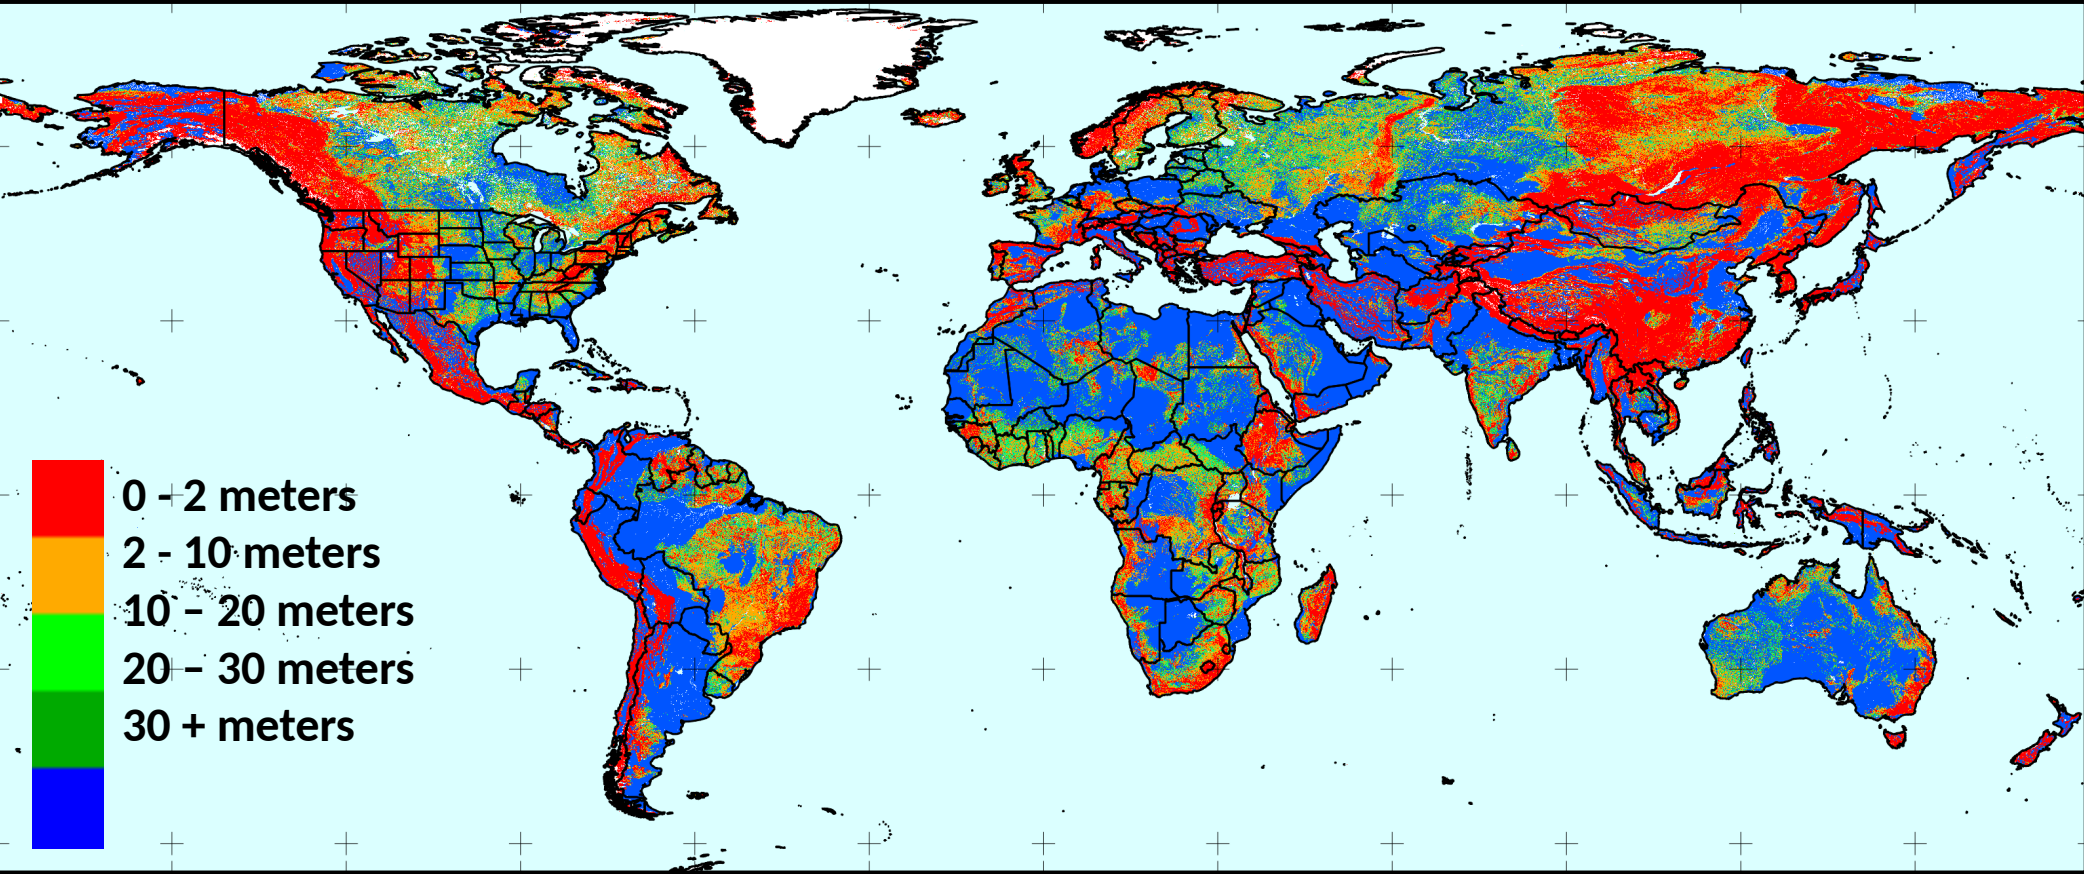 0 - 2 meters
2 - 10 meters
10 – 20 meters
20 – 30 meters
30 + meters